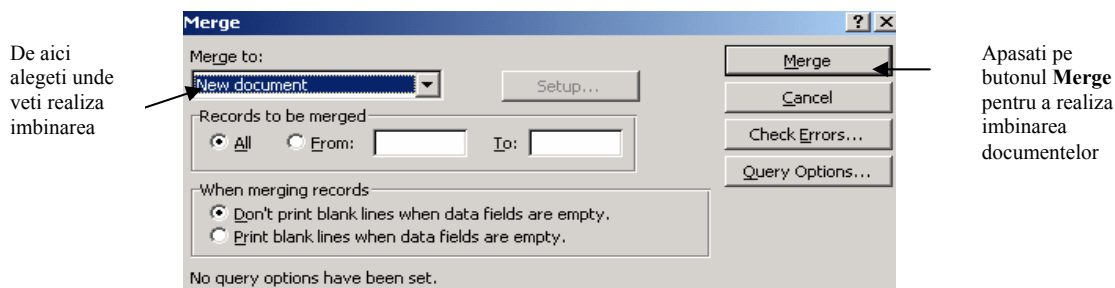 De aici
alegeti unde
veti realiza
imbinarea
Merge
Merge to:
New document
Setup...
Records to be merged
All
From:
To:
When merging records
Don't print blank lines when data fields are empty.
Print blank lines when data fields are empty.
No query options have been set.
Merge
Cancel
Check Errors...
Query Options...
Apasati pe
butonul Merge
pentru a realiza
imbinarea
documentelor